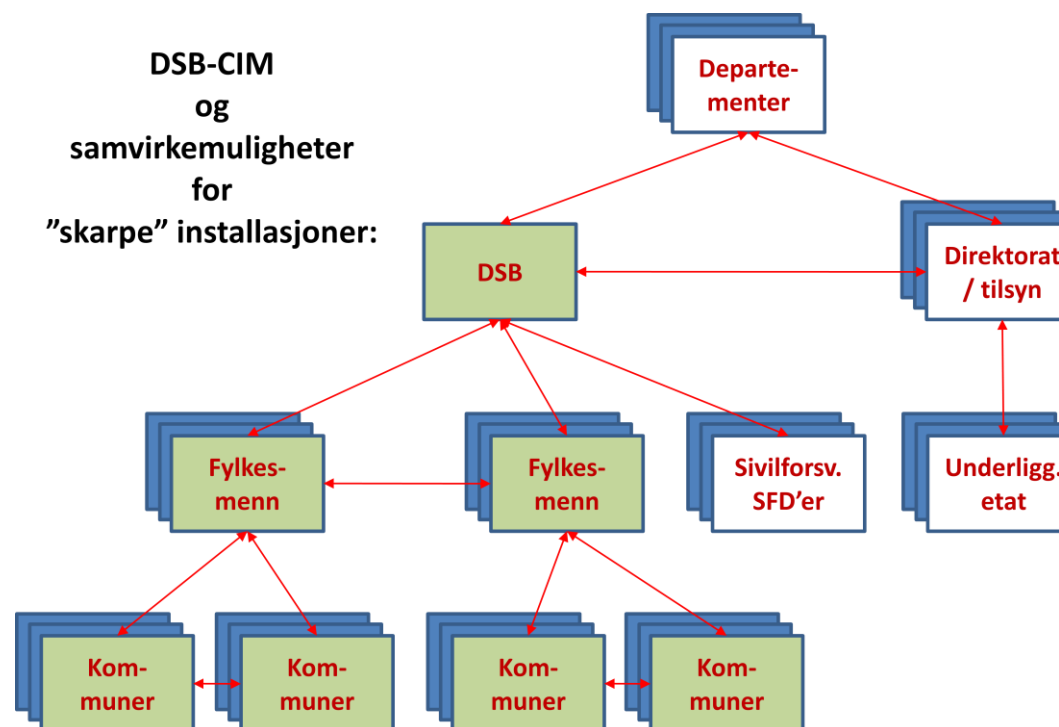 DSB-CIM
og
samvirkemuligheter
for
”skarpe” installasjoner:
Departe-
menter
DSB
Direktorat
/ tilsyn
Fylkes-
menn
Fylkes-
menn
Sivilforsv.
SFD’er
Underligg.
etat
Kom-
muner
Kom-
muner
Kom-
muner
Kom-
muner